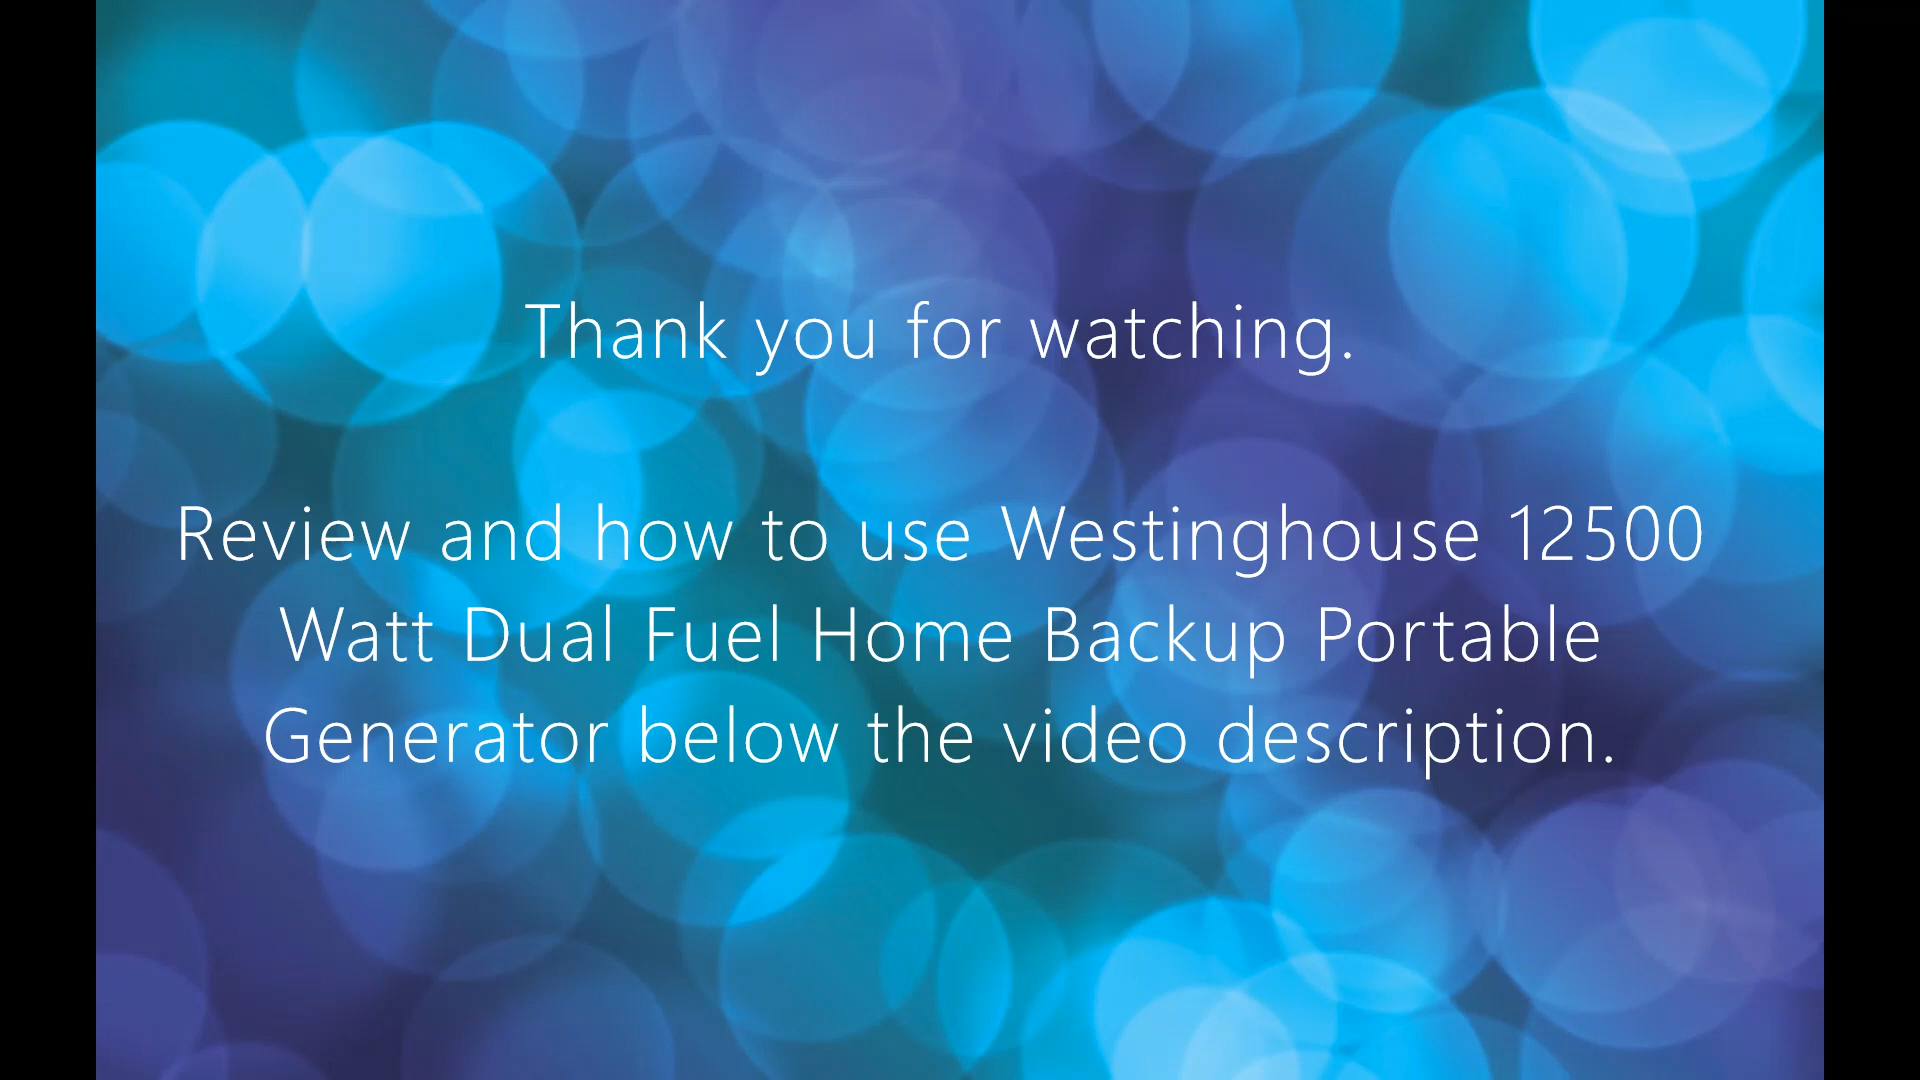 Thank you for watching.
Review and how to use Westinghouse 12500
Watt Dual Fuel Home Backup Portable
Generator below the video description.